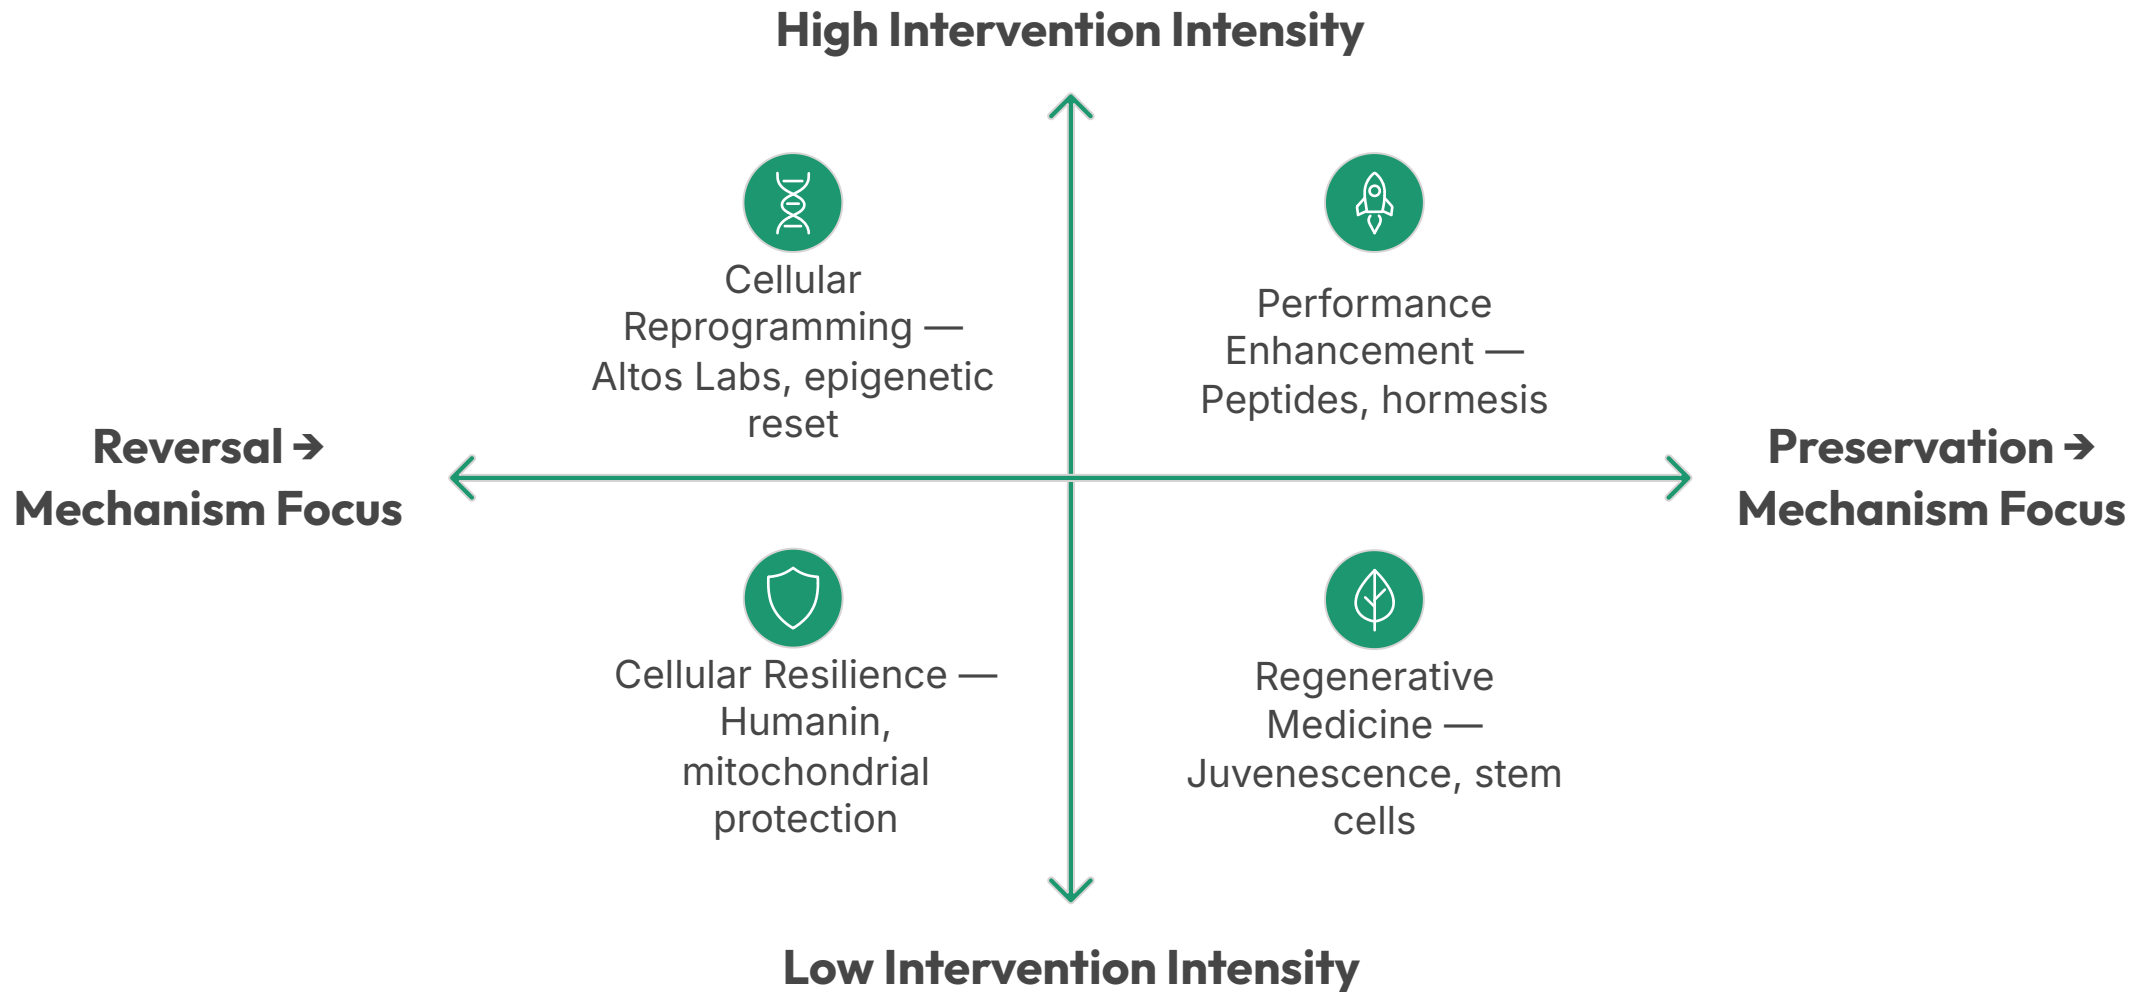 High Intervention Intensity
Cellular
Reprogramming —
Altos Labs, epigenetic
reset
Performance
Enhancement —
Peptides, hormesis
Reversal →
Mechanism Focus
Preservation →
Mechanism Focus
Cellular Resilience —
Humanin,
mitochondrial
protection
Regenerative
Medicine —
Juvenescence, stem
cells
Low Intervention Intensity